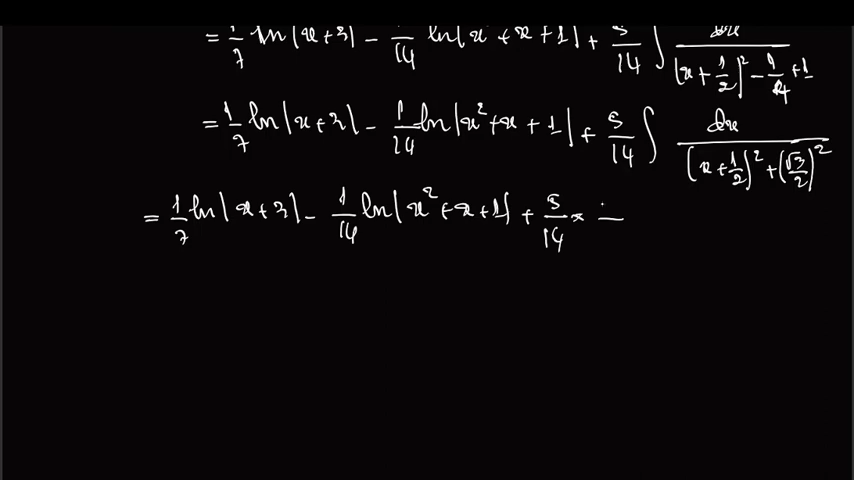 = 1/7 ln|x+3| - 1/14 ln|x + x + 1| + 5/14 ∫ dx/((x+1/2)² - 1/4 + 1
= 1/7 ln|x+3| - 1/14 ln|x²+x+1| + 5/14 ∫ dx/((x+1/2)² + (√3/2)²
= 1/7 ln|x+3| - 1/14 ln|x²+x+1| + 5/14 ×